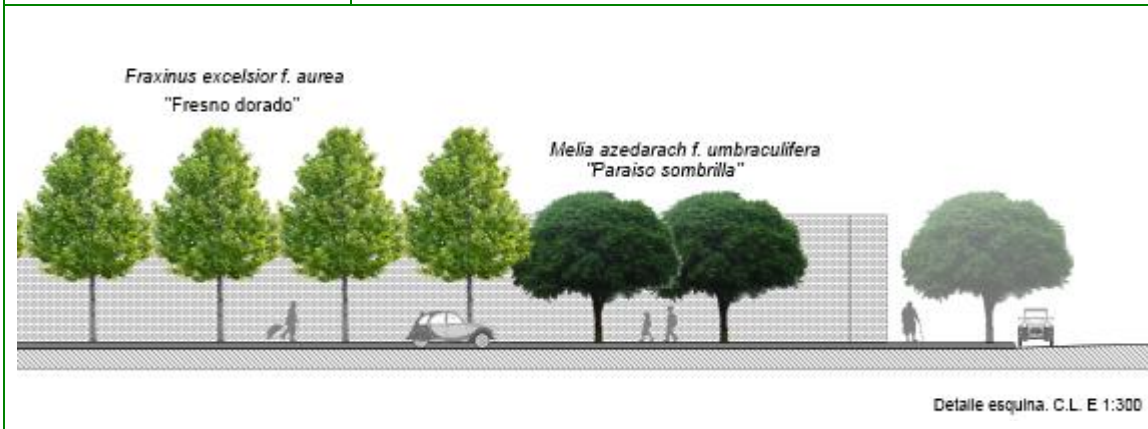 Fraxinus excelsior f. aurea
"Fresno dorado"
Melia azedarach f. umbraculifera
"Paraiso sombrilla"
Detalle esquina. C.L. E 1:300